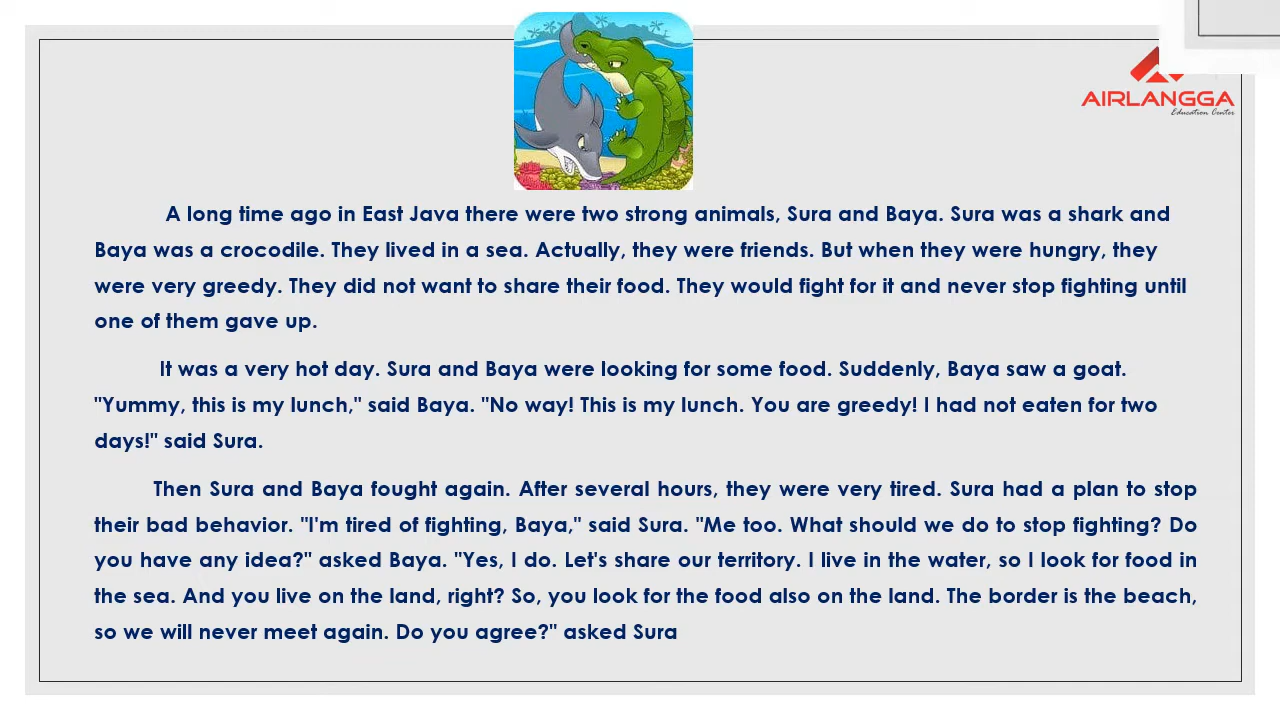 AIRLANGGA
Education Center
A long time ago in East Java there were two strong animals, Sura and Baya. Sura was a shark and
Baya was a crocodile. They lived in a sea. Actually, they were friends. But when they were hungry, they
were very greedy. They did not want to share their food. They would fight for it and never stop fighting until
one of them gave up.
It was a very hot day. Sura and Baya were looking for some food. Suddenly, Baya saw a goat.
"Yummy, this is my lunch," said Baya. "No way! This is my lunch. You are greedy! I had not eaten for two
days!" said Sura.
Then Sura and Baya fought again. After several hours, they were very tired. Sura had a plan to stop
their bad behavior. "I'm tired of fighting, Baya," said Sura. "Me too. What should we do to stop fighting? Do
you have any idea?" asked Baya. "Yes, I do. Let's share our territory. I live in the water, so I look for food in
the sea. And you live on the land, right? So, you look for the food also on the land. The border is the beach,
so we will never meet again. Do you agree?" asked Sura